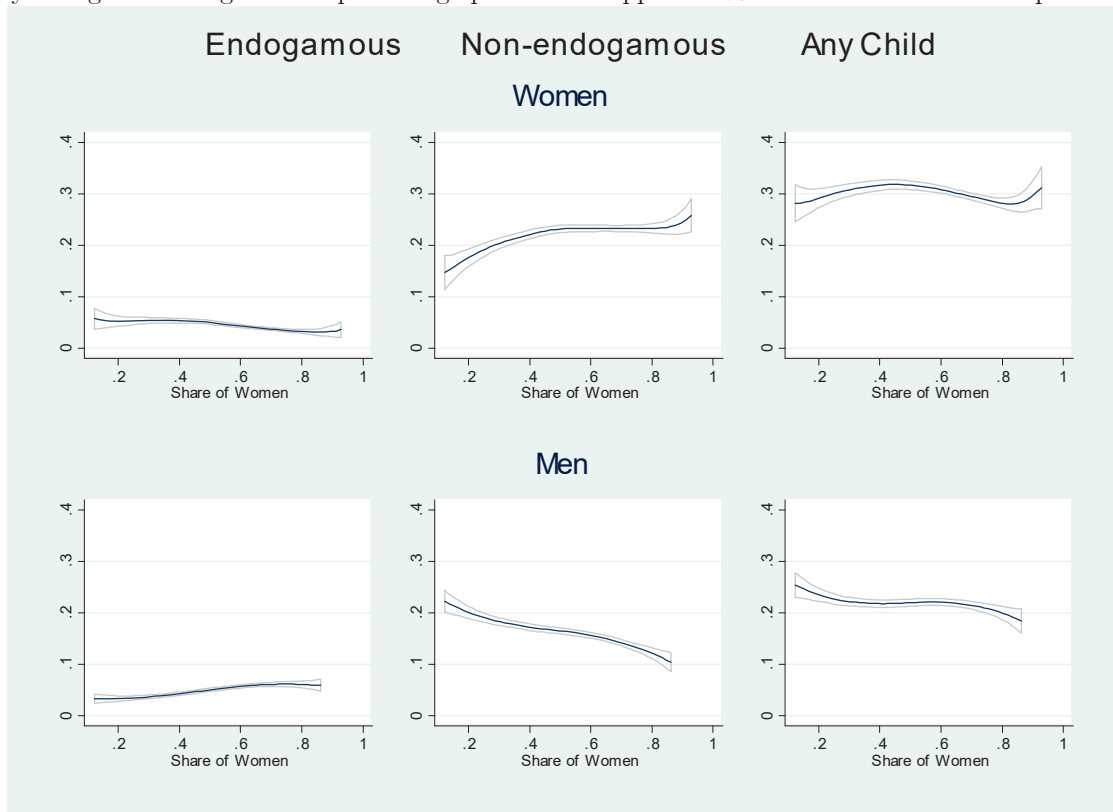 Endogamous Non-endogamous Any Child
Women
.4 .4 .4
.3 .3 .3
.2 .2 .2
.1 .1 .1
0 0 0
.2 .4 .6 .8 1 .2 .4 .6 .8 1 .2 .4 .6 .8 1
Share of Women Share of Women Share of Women
Men
.4 .4 .4
.3 .3 .3
.2 .2 .2
.1 .1 .1
0 0 0
.2 .4 .6 .8 1 .2 .4 .6 .8 1 .2 .4 .6 .8 1
Share of Women Share of Women Share of Women